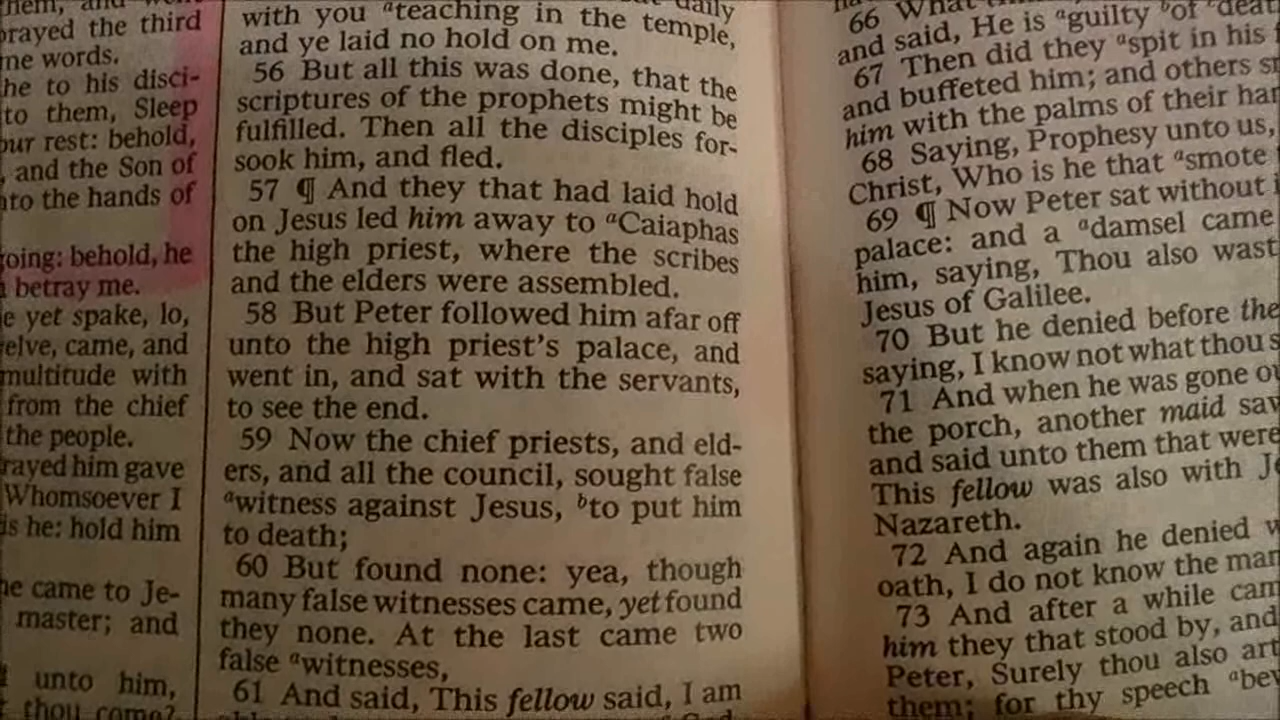 prayed the third
me words.
he to his disci-
to them, Sleep
our rest: behold,
, and the Son of
into the hands of
going: behold, he
betray me.
he yet spake, lo,
twelve, came, and
multitude with
from the chief
the people.
him gave
Whomsoever I
is he: hold him
he came to Je-
master; and
unto him,
thou come?
daily
with you ᵃteaching in the temple,
and ye laid no hold on me.
56 But all this was done, that the
scriptures of the prophets might be
fulfilled. Then all the disciples for-
sook him, and fled.
57 ¶ And they that had laid hold
on Jesus led him away to ᵃCaiaphas
the high priest, where the scribes
and the elders were assembled.
58 But Peter followed him afar off
unto the high priest's palace, and
went in, and sat with the servants,
to see the end.
59 Now the chief priests, and eld-
ers, and all the council, sought false
ᵃwitness against Jesus, ᵇto put him
to death;
60 But found none: yea, though
many false witnesses came, yet found
they none. At the last came two
false ᵃwitnesses,
61 And said, This fellow said, I am
66 What
and said, He is ᵃguilty ᵇof ᶜdeat
67 Then did they ᵃspit in his
and buffeted him; and others
him with the palms of their
68 Saying, Prophesy unto us,
Christ, Who is he that ᵃsmote
69 ¶ Now Peter sat without
palace: and a ᵃdamsel came
him, saying, Thou also wast
Jesus of Galilee.
70 But he denied before the
saying, I know not what thou
71 And when he was gone
the porch, another maid
and said unto them that were
This fellow was also with
Nazareth.
72 And again he denied
oath, I do not know the
73 And after a while
him they that stood by, and
Peter, Surely thou also
them; for thy speech